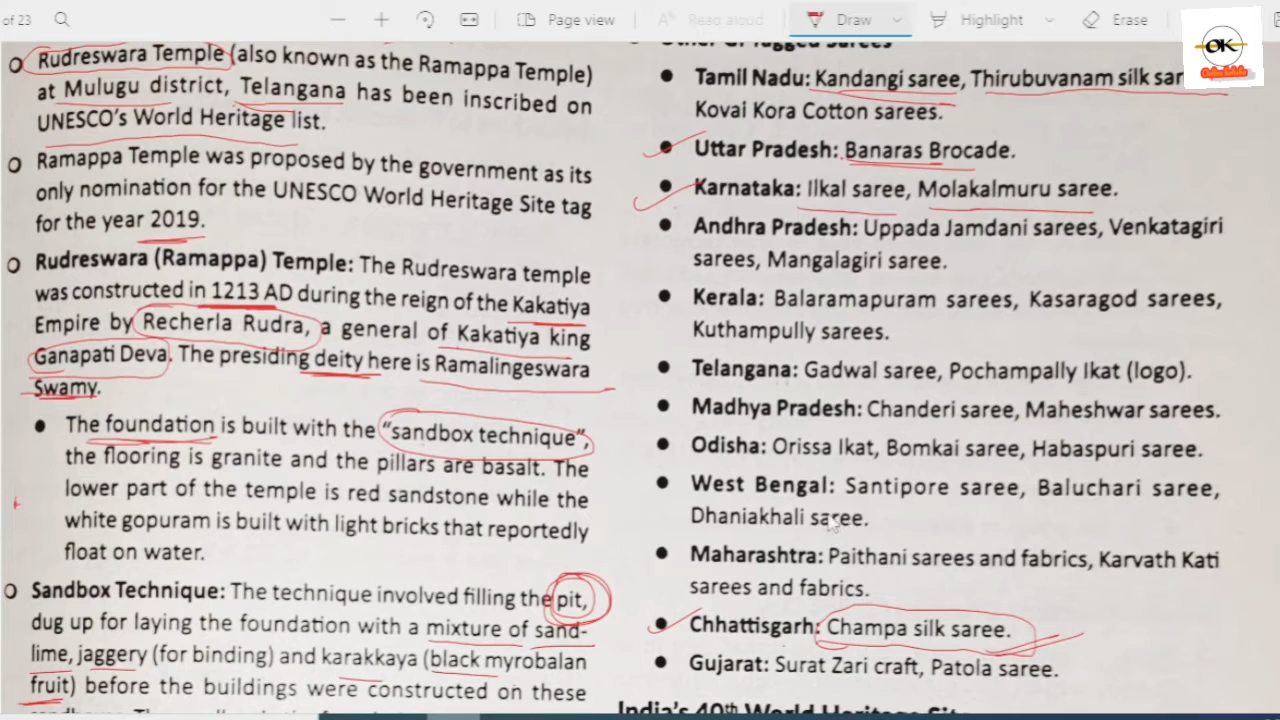 of 23
Page view
Read aloud
Draw
Highlight
Erase
OK
Rudreswara Temple (also known as the Ramappa Temple)
at Mulugu district, Telangana has been inscribed on
UNESCO's World Heritage list.
Ramappa Temple was proposed by the government as its
only nomination for the UNESCO World Heritage Site tag
for the year 2019.
Rudreswara (Ramappa) Temple: The Rudreswara temple
was constructed in 1213 AD during the reign of the Kakatiya
Empire by Recherla Rudra, a general of Kakatiya king
Ganapati Deva. The presiding deity here is Ramalingeswara
Swamy.
The foundation is built with the "sandbox technique",
the flooring is granite and the pillars are basalt. The
lower part of the temple is red sandstone while the
white gopuram is built with light bricks that reportedly
float on water.
Sandbox Technique: The technique involved filling the pit,
dug up for laying the foundation with a mixture of sand-
lime, jaggery (for binding) and karakkaya (black myrobalan
fruit) before the buildings were constructed on these
Other GI Tagged Sarees
Tamil Nadu: Kandangi saree, Thirubuvanam silk
Kovai Kora Cotton sarees.
Uttar Pradesh: Banaras Brocade.
Karnataka: Ilkal saree, Molakalmuru saree.
Andhra Pradesh: Uppada Jamdani sarees, Venkatagiri
sarees, Mangalagiri saree.
Kerala: Balaramapuram sarees, Kasaragod sarees,
Kuthampully sarees.
Telangana: Gadwal saree, Pochampally Ikat (logo).
Madhya Pradesh: Chanderi saree, Maheshwar sarees.
Odisha: Orissa Ikat, Bomkai saree, Habaspuri saree.
West Bengal: Santipore saree, Baluchari saree,
Dhaniakhali saree.
Maharashtra: Paithani sarees and fabrics, Karvath Kati
sarees and fabrics.
Chhattisgarh: Champa silk saree.
Gujarat: Surat Zari craft, Patola saree.
India's 40th World Heritage Site